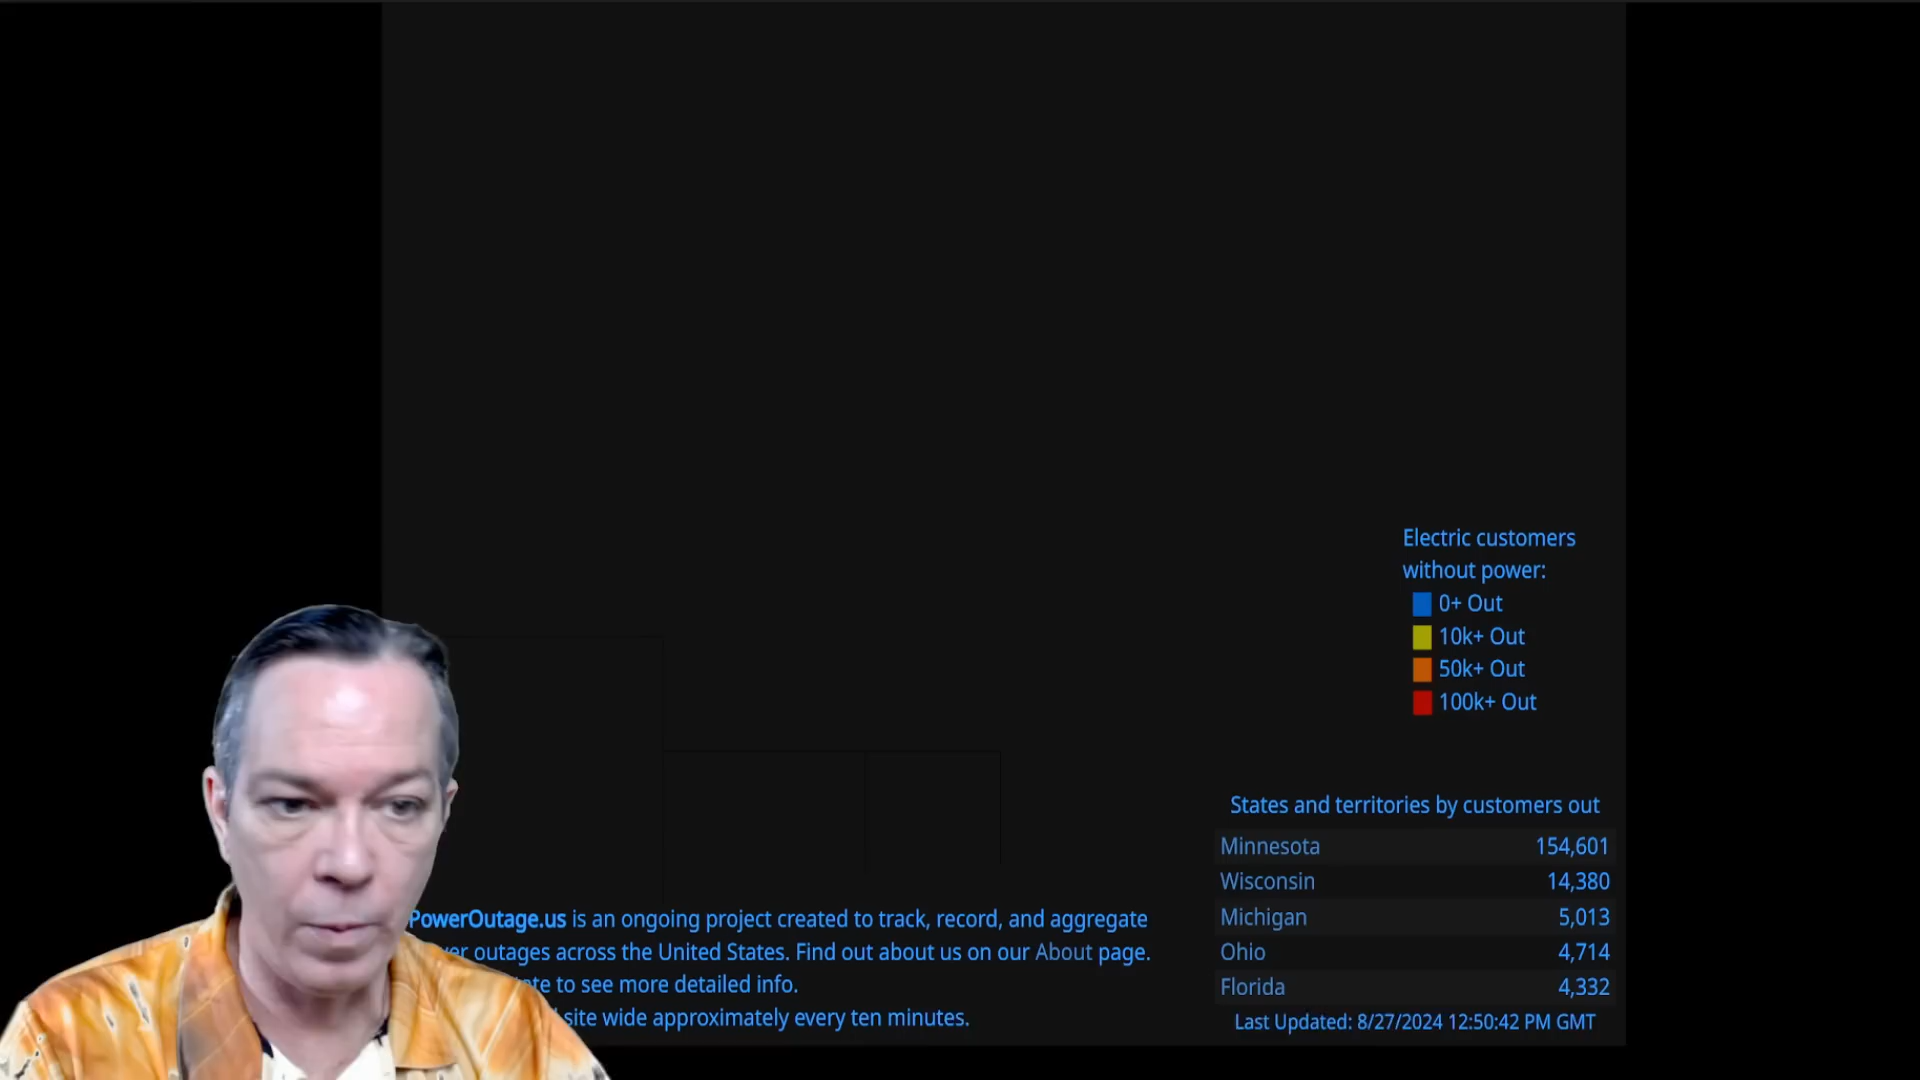 Electric customers
without power:
0+ Out
10k+ Out
50k+ Out
100k+ Out
States and territories by customers out
Minnesota 154,601
Wisconsin 14,380
Michigan 5,013
Ohio 4,714
Florida 4,332
Last Updated: 8/27/2024 12:50:42 PM GMT
PowerOutage.us is an ongoing project created to track, record, and aggregate
outages across the United States. Find out about us on our About page.
to see more detailed info.
site wide approximately every ten minutes.